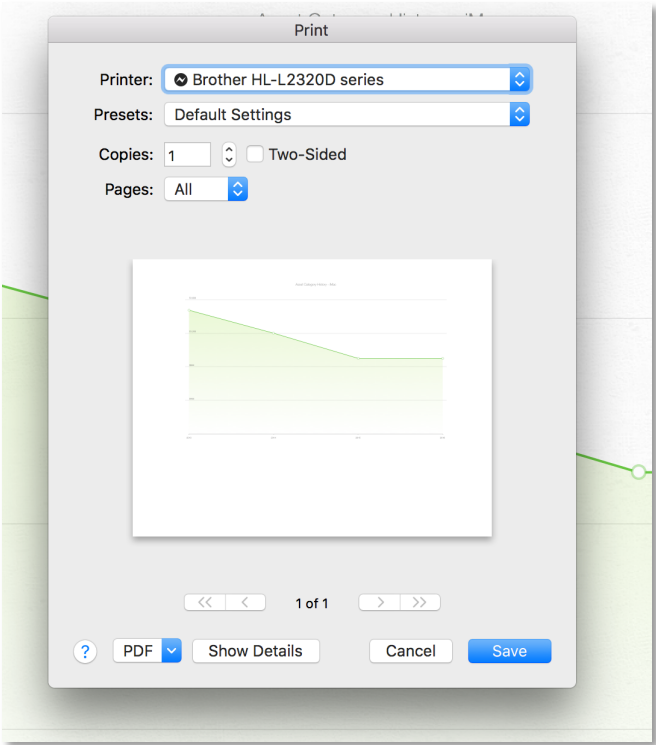 Print
Printer: Brother HL-L2320D series
Presets: Default Settings
Copies: 1 Two-Sided
Pages: All
1 of 1
? PDF Show Details Cancel Save